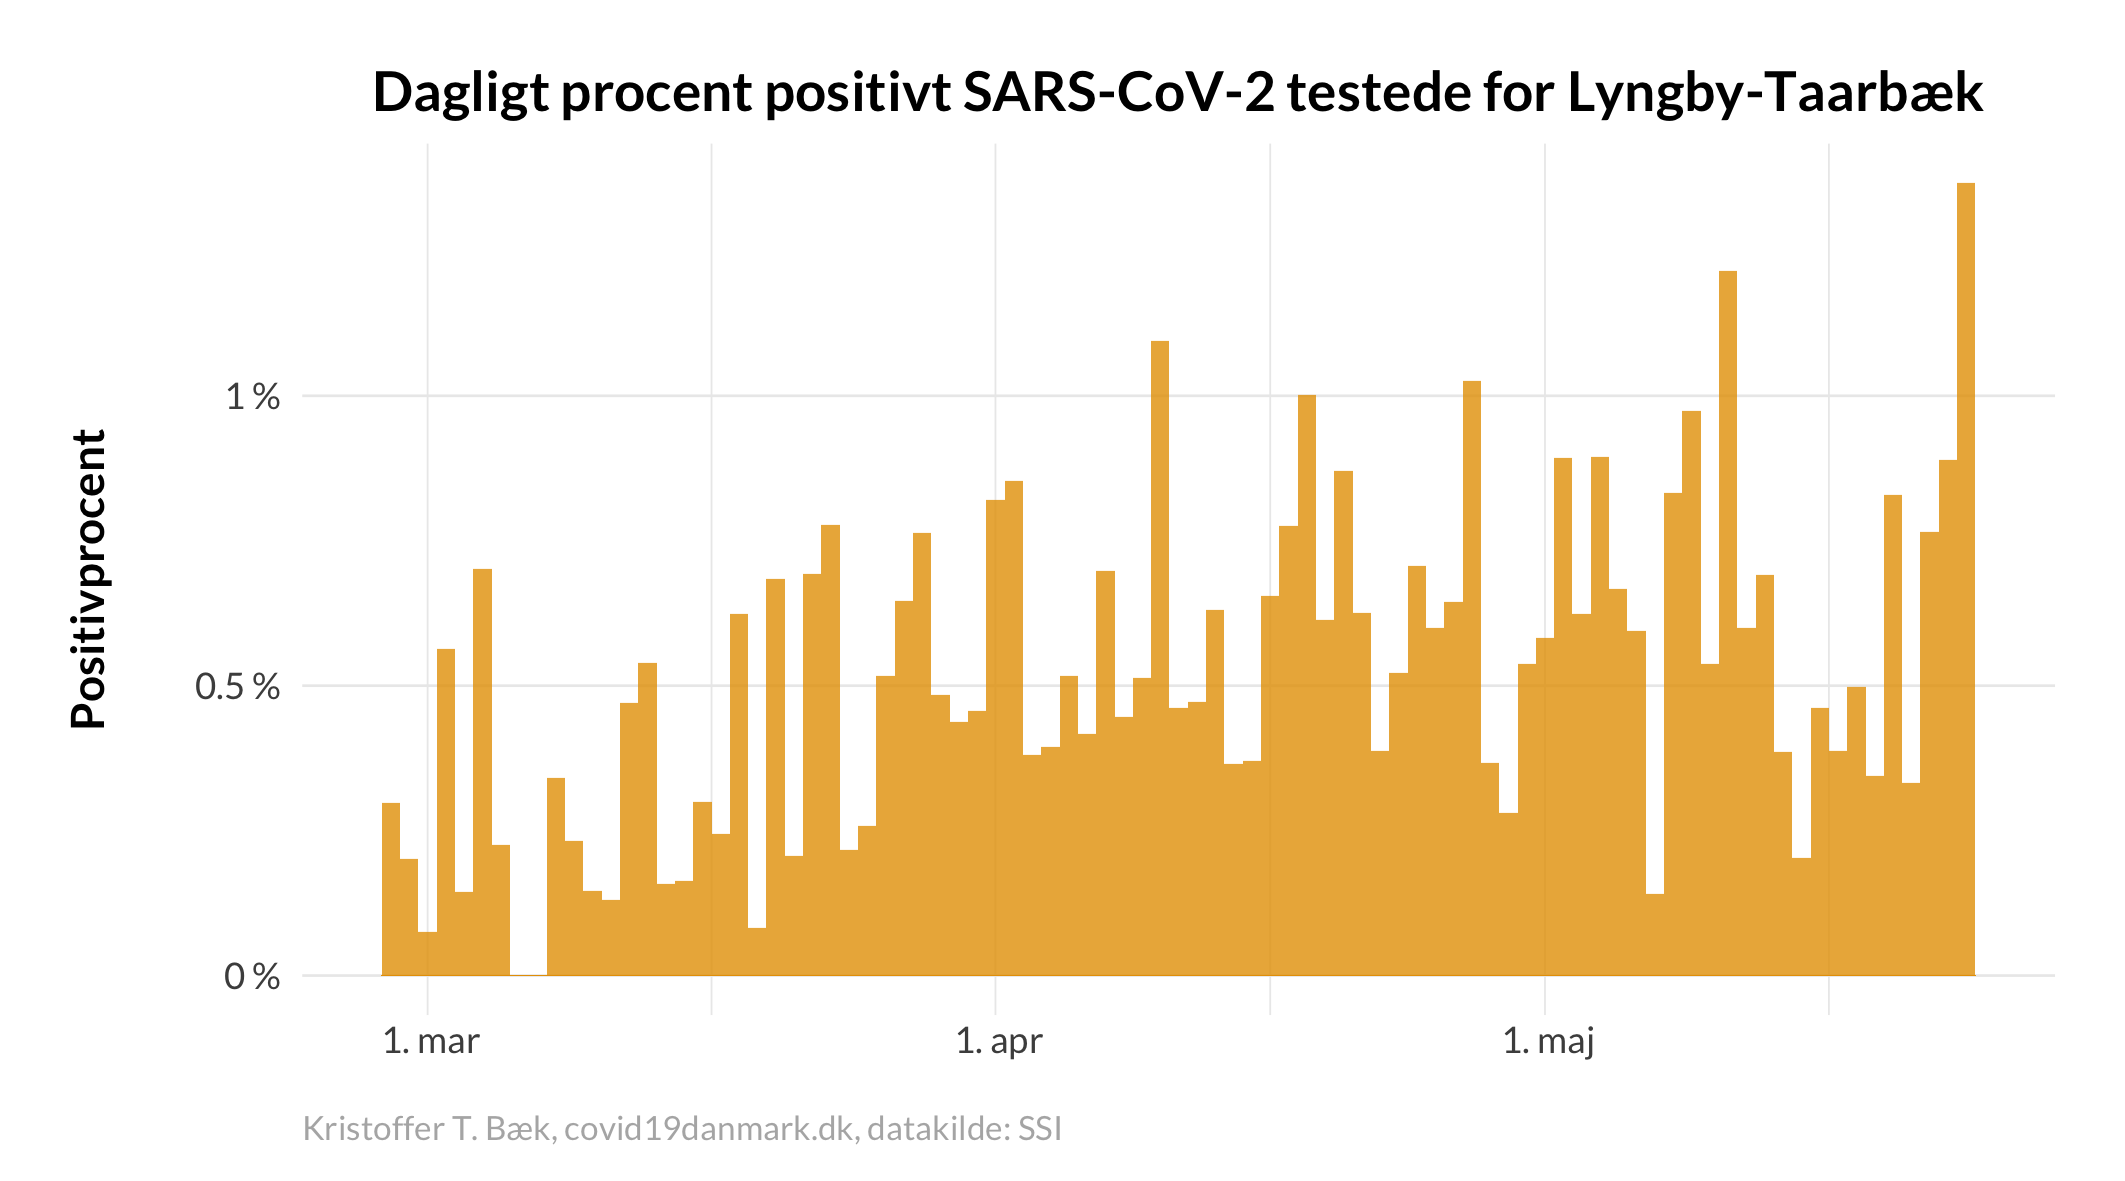 Dagligt procent positivt SARS-CoV-2 testede for Lyngby-Taarbæk
Positivprocent
1 %
0.5 %
0 %
1. mar
1. apr
1. maj
Kristoffer T. Bæk, covid19danmark.dk, datakilde: SSI